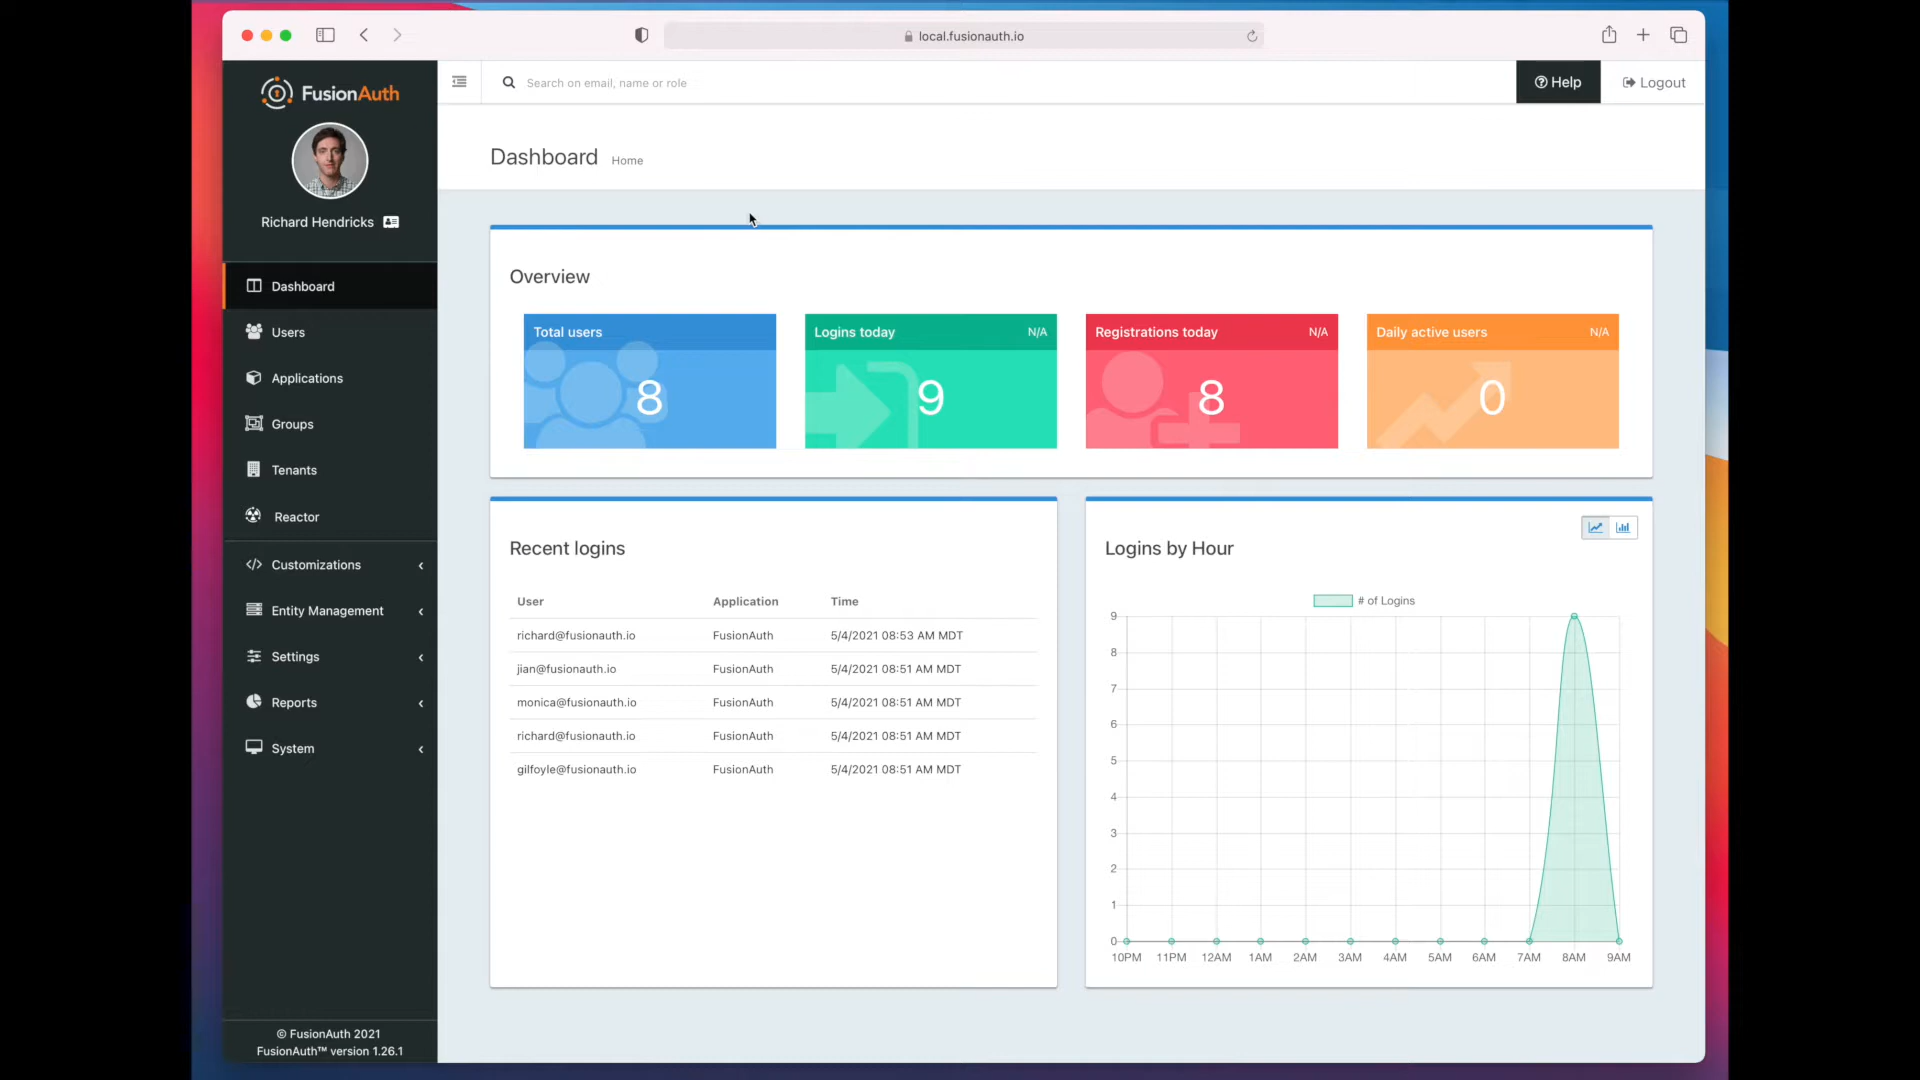 local.fusionauth.io
FusionAuth
Richard Hendricks
Dashboard
Users
Applications
Groups
Tenants
Reactor
Customizations
Entity Management
Settings
Reports
System
© FusionAuth 2021
FusionAuth™ version 1.26.1
Search on email, name or role
Help
Logout
Dashboard Home
Overview
Total users
8
Logins today N/A
9
Registrations today N/A
8
Daily active users N/A
0
Recent logins
User Application Time
richard@fusionauth.io FusionAuth 5/4/2021 08:53 AM MDT
jian@fusionauth.io FusionAuth 5/4/2021 08:51 AM MDT
monica@fusionauth.io FusionAuth 5/4/2021 08:51 AM MDT
richard@fusionauth.io FusionAuth 5/4/2021 08:51 AM MDT
gilfoyle@fusionauth.io FusionAuth 5/4/2021 08:51 AM MDT
Logins by Hour
# of Logins
9
8
7
6
5
4
3
2
1
0
10PM 11PM 12AM 1AM 2AM 3AM 4AM 5AM 6AM 7AM 8AM 9AM